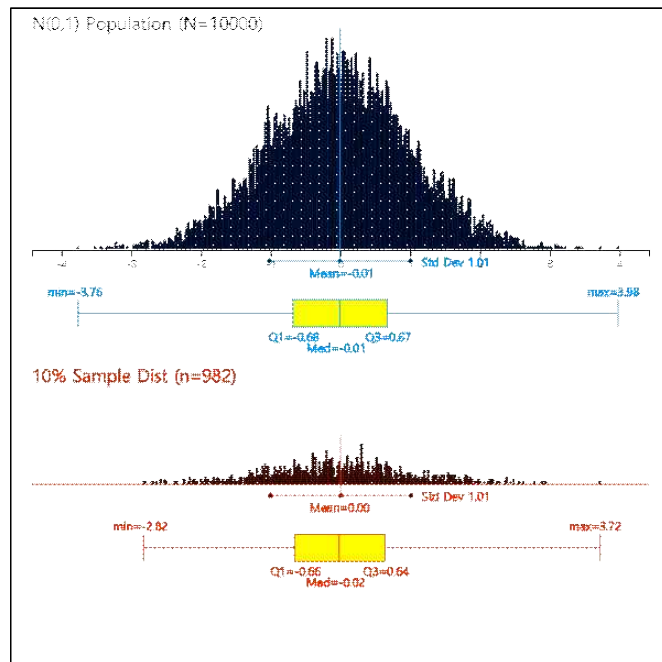 N(0,1) Population (N=10000)
-4 -3 -2 -1 0 1 2 3 4
Mean=-0.01
Std Dev 1.01
min=-3.76
max=3.98
Q1=-0.68
Q3=0.67
Med=-0.01
10% Sample Dist (n=982)
Mean=0.00
Std Dev 1.01
min=-2.82
max=3.72
Q1=-0.66
Q3=0.64
Med=-0.02